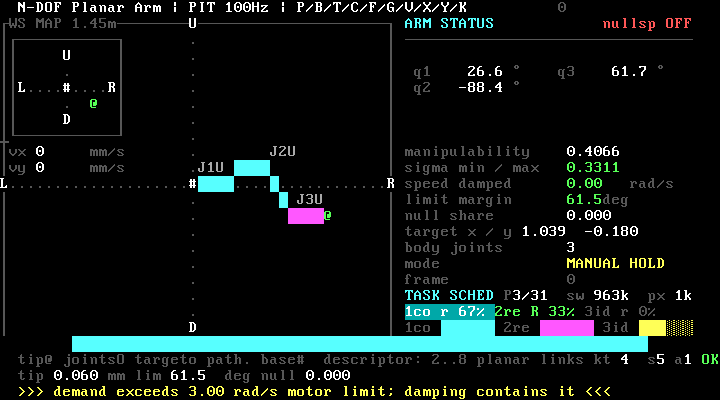 N-DOF Planar Arm | PIT 100Hz | P/B/T/C/F/G/V/X/Y/K 0
WS MAP 1.45m U ARM STATUS nullsp OFF
U
L....#....R
@
D
q1 26.6 ° q3 61.7 °
q2 -88.4 °
vx 0 mm/s
vy 0 mm/s
J2U
J1U
L # R
J3U
@
D
manipulability 0.4066
sigma min / max 0.3311
speed damped 0.00 rad/s
limit margin 61.5deg
null share 0.000
target x / y 1.039 -0.180
body joints 3
mode MANUAL HOLD
frame 0
TASK SCHED P3/31 sw 963k px 1k
1co r 67% 2re R 33% 3id r 0%
1co 2re 3id
tip@ jointsO targeto path. base# descriptor: 2..8 planar links kt 4 s5 a1 OK
tip 0.060 mm lim 61.5 deg null 0.000
>>> demand exceeds 3.00 rad/s motor limit; damping contains it <<<